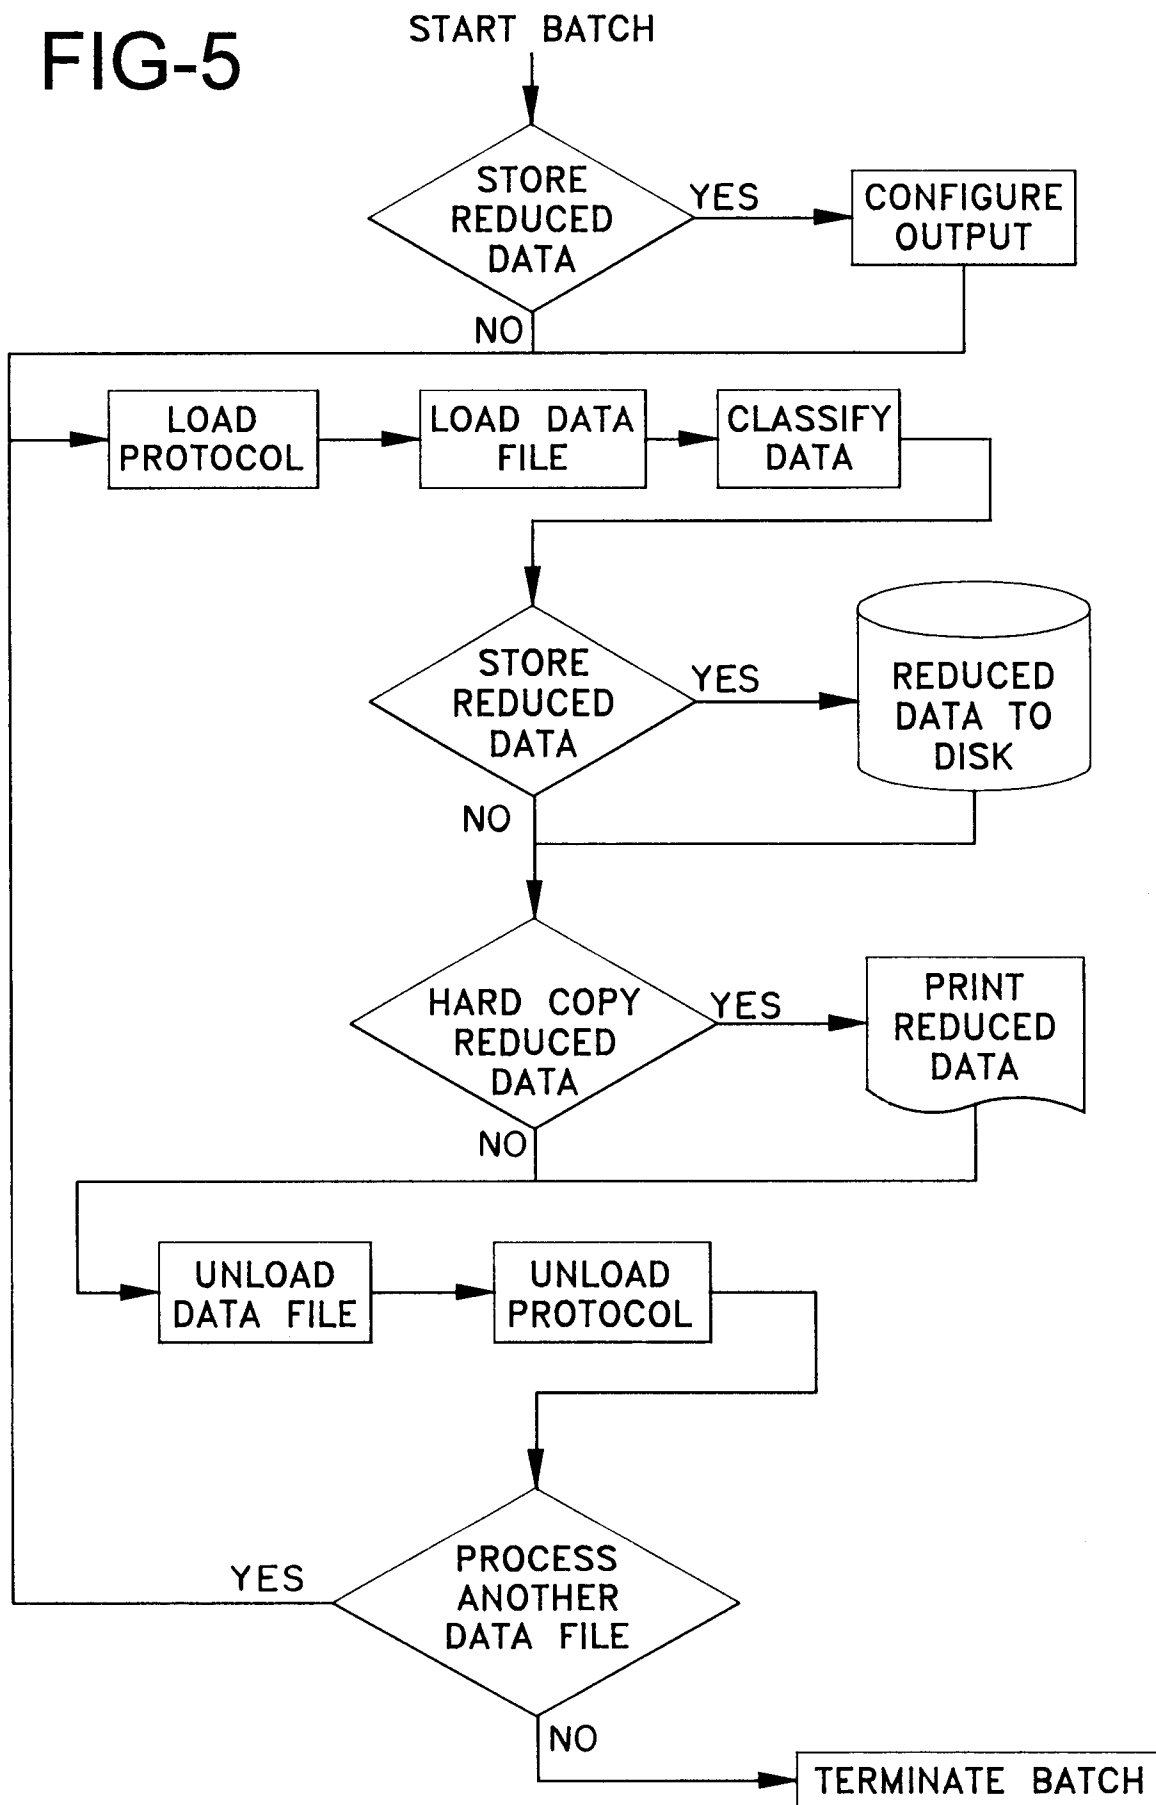 FIG-5
START BATCH
STORE
REDUCED
DATA
YES
CONFIGURE
OUTPUT
NO
LOAD
PROTOCOL
LOAD DATA
FILE
CLASSIFY
DATA
STORE
REDUCED
DATA
YES
REDUCED
DATA TO
DISK
NO
HARD COPY
REDUCED
DATA
YES
PRINT
REDUCED
DATA
NO
UNLOAD
DATA FILE
UNLOAD
PROTOCOL
PROCESS
ANOTHER
DATA FILE
YES
NO
TERMINATE BATCH